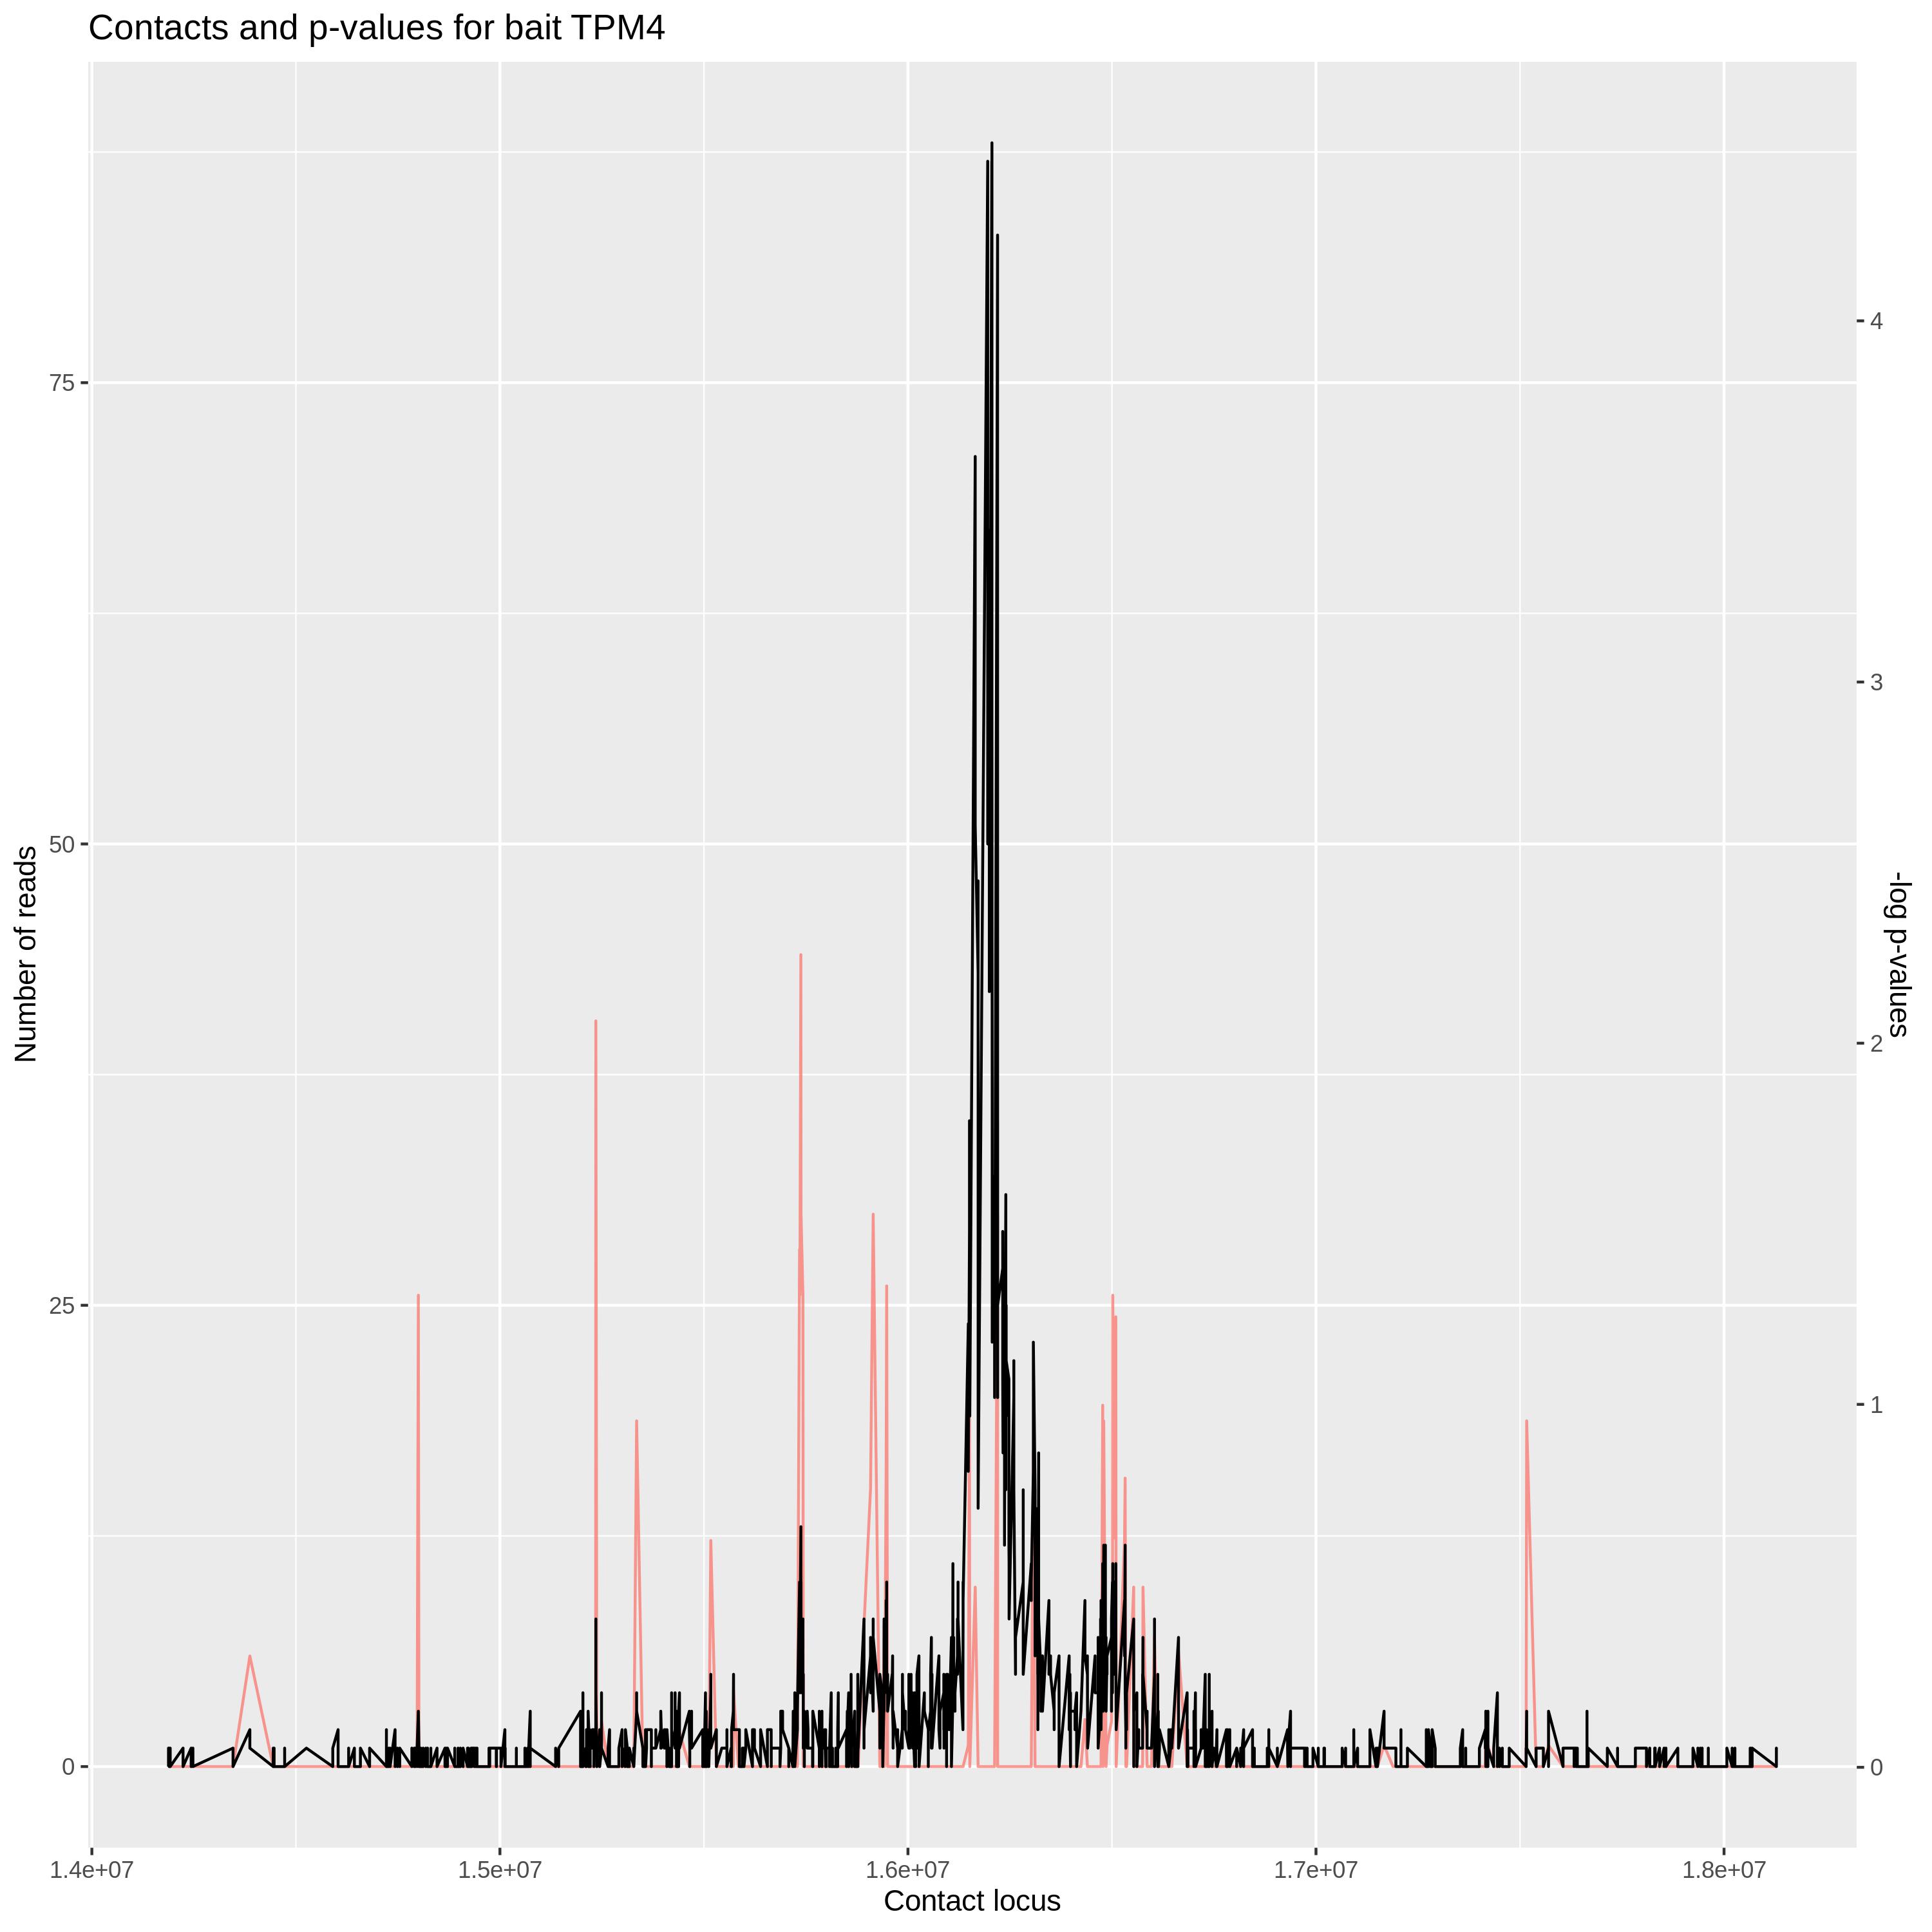 Contacts and p-values for bait TPM4
Number of reads
75
50
25
0
4
3
2
1
0
-log p-values
1.4e+07 1.5e+07 1.6e+07 1.7e+07 1.8e+07
Contact locus